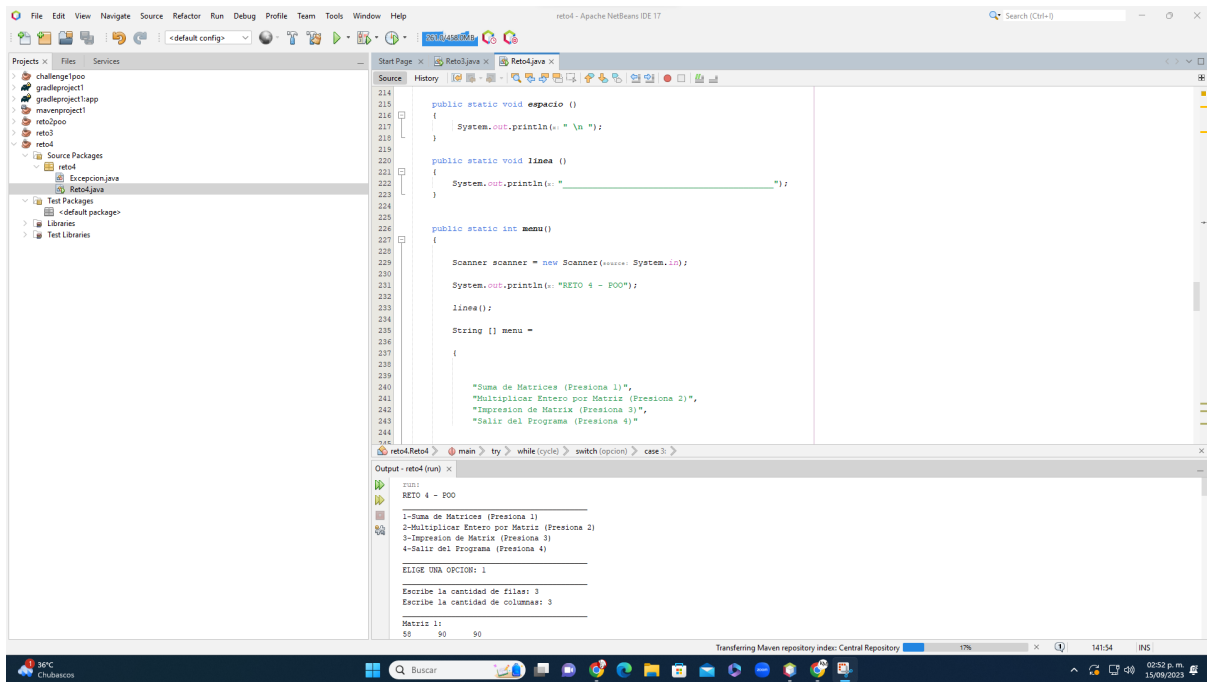 File Edit View Navigate Source Refactor Run Debug Profile Team Tools Window Help
reto4 - Apache NetBeans IDE 17
Search (Ctrl+I)
<default config>
Projects Files Services
challenge1poo
gradleproject1
gradleproject1:app
mavenproject1
reto2poo
reto3
reto4
Source Packages
reto4
Excepcion.java
Reto4.java
Test Packages
<default package>
Libraries
Test Libraries
Start Page Reto3.java Reto4.java
Source History
214
215 public static void espacio ()
216 {
217 System.out.println(x: " \n ");
218 }
219
220 public static void linea ()
221 {
222 System.out.println(x: "__________________________________________");
223 }
224
225
226 public static int menu()
227 {
228
229 Scanner scanner = new Scanner(source: System.in);
230
231 System.out.println(x: "RETO 4 - POO");
232
233 linea();
234
235 String [] menu =
236
237 {
238
239
240 "Suma de Matrices (Presiona 1)",
241 "Multiplicar Entero por Matriz (Presiona 2)",
242 "Impresion de Matrix (Presiona 3)",
243 "Salir del Programa (Presiona 4)"
244
245
reto4.Reto4 main try while (cycle) switch (opcion) case 3:
Output - reto4 (run)
run:
RETO 4 - POO
1-Suma de Matrices (Presiona 1)
2-Multiplicar Entero por Matriz (Presiona 2)
3-Impresion de Matrix (Presiona 3)
4-Salir del Programa (Presiona 4)
ELIGE UNA OPCION: 1
Escribe la cantidad de filas: 3
Escribe la cantidad de columnas: 3
Matriz 1:
58 90 90
Transferring Maven repository index: Central Repository 17% 141:54 INS
36°C
Chubascos
Buscar
02:52 p. m.
15/09/2023